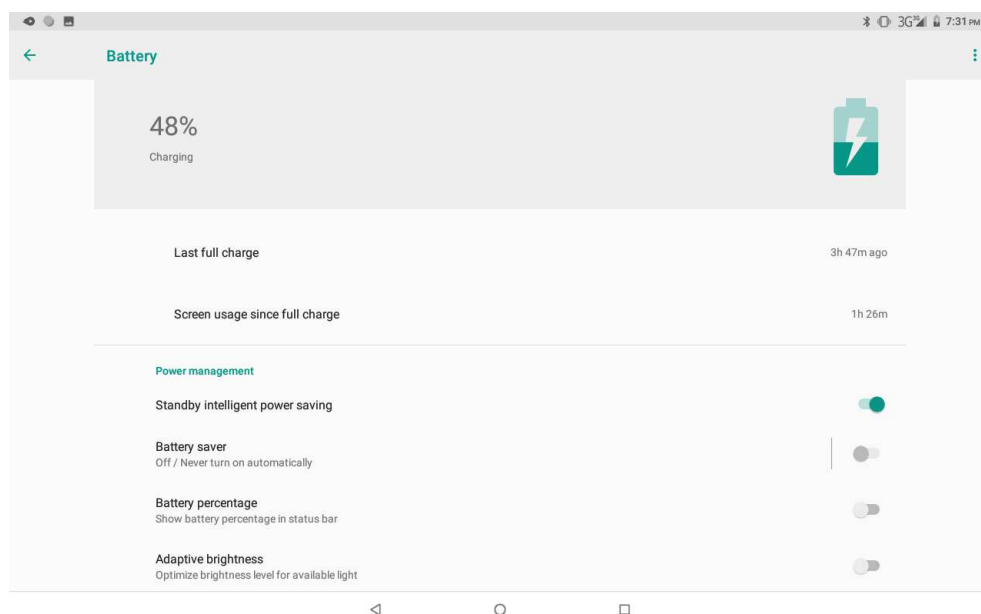 3G 3G 7:31 PM
Battery
48%
Charging
Last full charge 3h 47m ago
Screen usage since full charge 1h 26m
Power management
Standby intelligent power saving
Battery saver
Off / Never turn on automatically
Battery percentage
Show battery percentage in status bar
Adaptive brightness
Optimize brightness level for available light